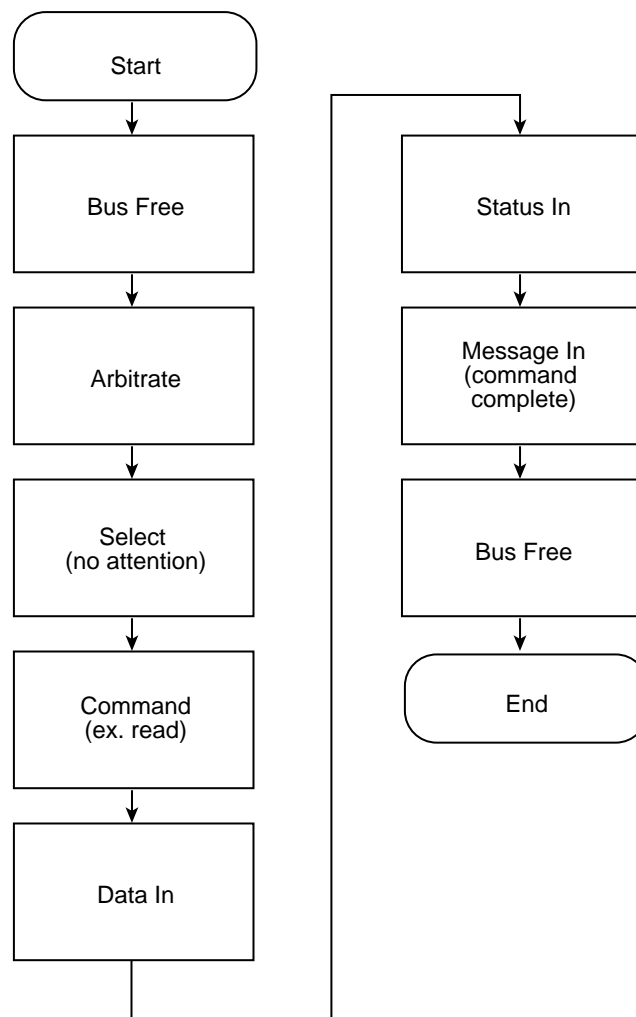 Start
Bus Free
Arbitrate
Select
(no attention)
Command
(ex. read)
Data In
Status In
Message In
(command
complete)
Bus Free
End